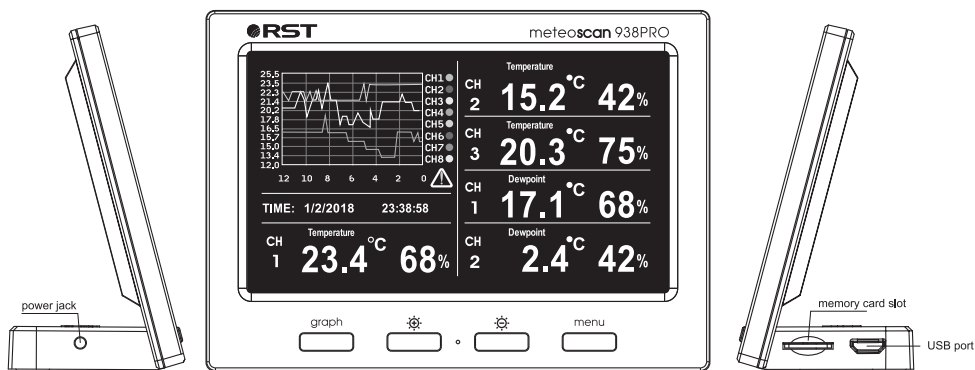 RST
meteoscan 938PRO
25,5
23,5
22,3
21,4
20,2
17,8
16,5
15,7
15,0
13,4
12,0
CH1
CH2
CH3
CH4
CH5
CH6
CH7
CH8
12 10 8 6 4 2 0
TIME: 1/2/2018 23:38:58
Temperature
CH 1 23.4 °C 68%
Temperature
CH 2 15.2 °C 42%
Temperature
CH 3 20.3 °C 75%
Dewpoint
CH 1 17.1 °C 68%
Dewpoint
CH 2 2.4 °C 42%
graph
menu
power jack
memory card slot
USB port